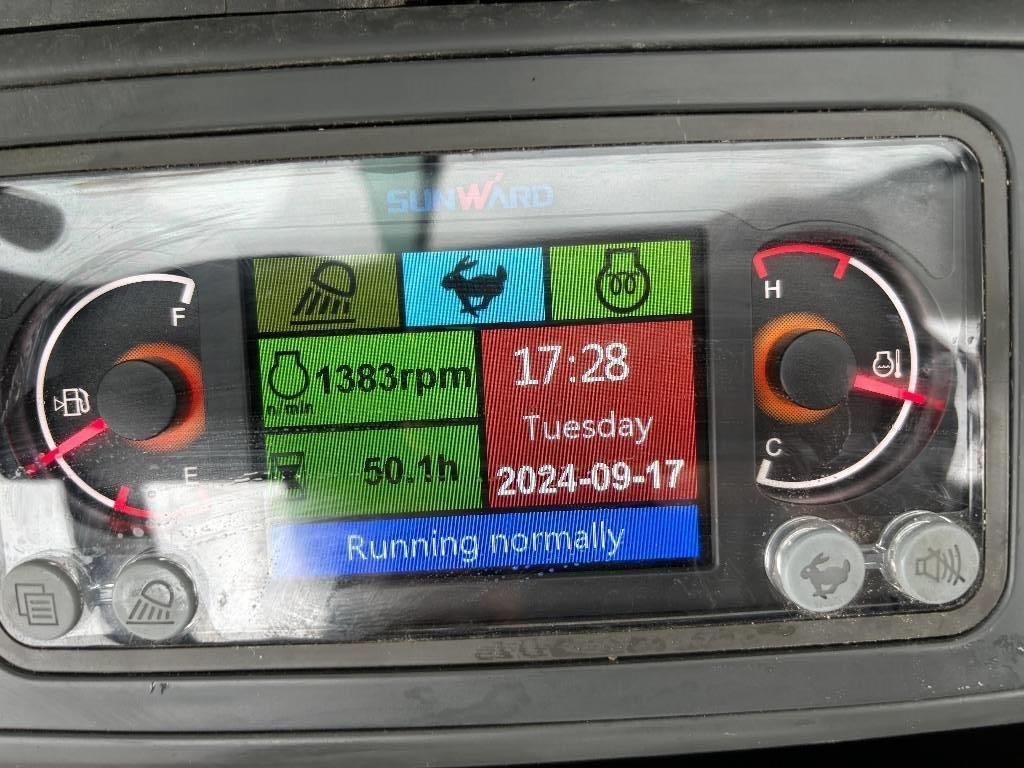 SUNWARD
F
E
1383rpm
n/min
50.1h
17:28
Tuesday
2024-09-17
Running normally
H
C